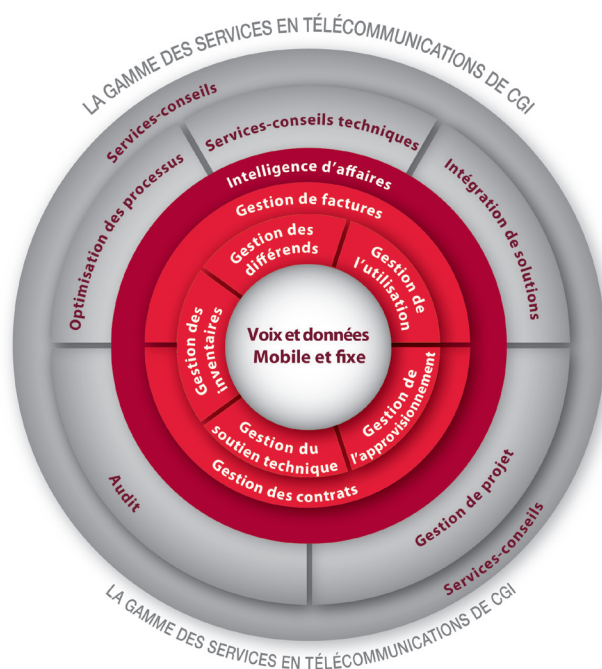 LA GAMME DES SERVICES EN TÉLÉCOMMUNICATIONS DE CGI
Services-conseils
Services-conseils techniques
Optimisation des processus
Intégration de solutions
Intelligence d'affaires
Gestion de factures
Gestion des
différends
Gestion de
l'utilisation
Gestion des
inventaires
Voix et données
Mobile et fixe
Gestion de
l'approvisionnement
Gestion du
soutien technique
Gestion des contrats
Audit
Gestion de projet
Services-conseils
LA GAMME DES SERVICES EN TÉLÉCOMMUNICATIONS DE CGI